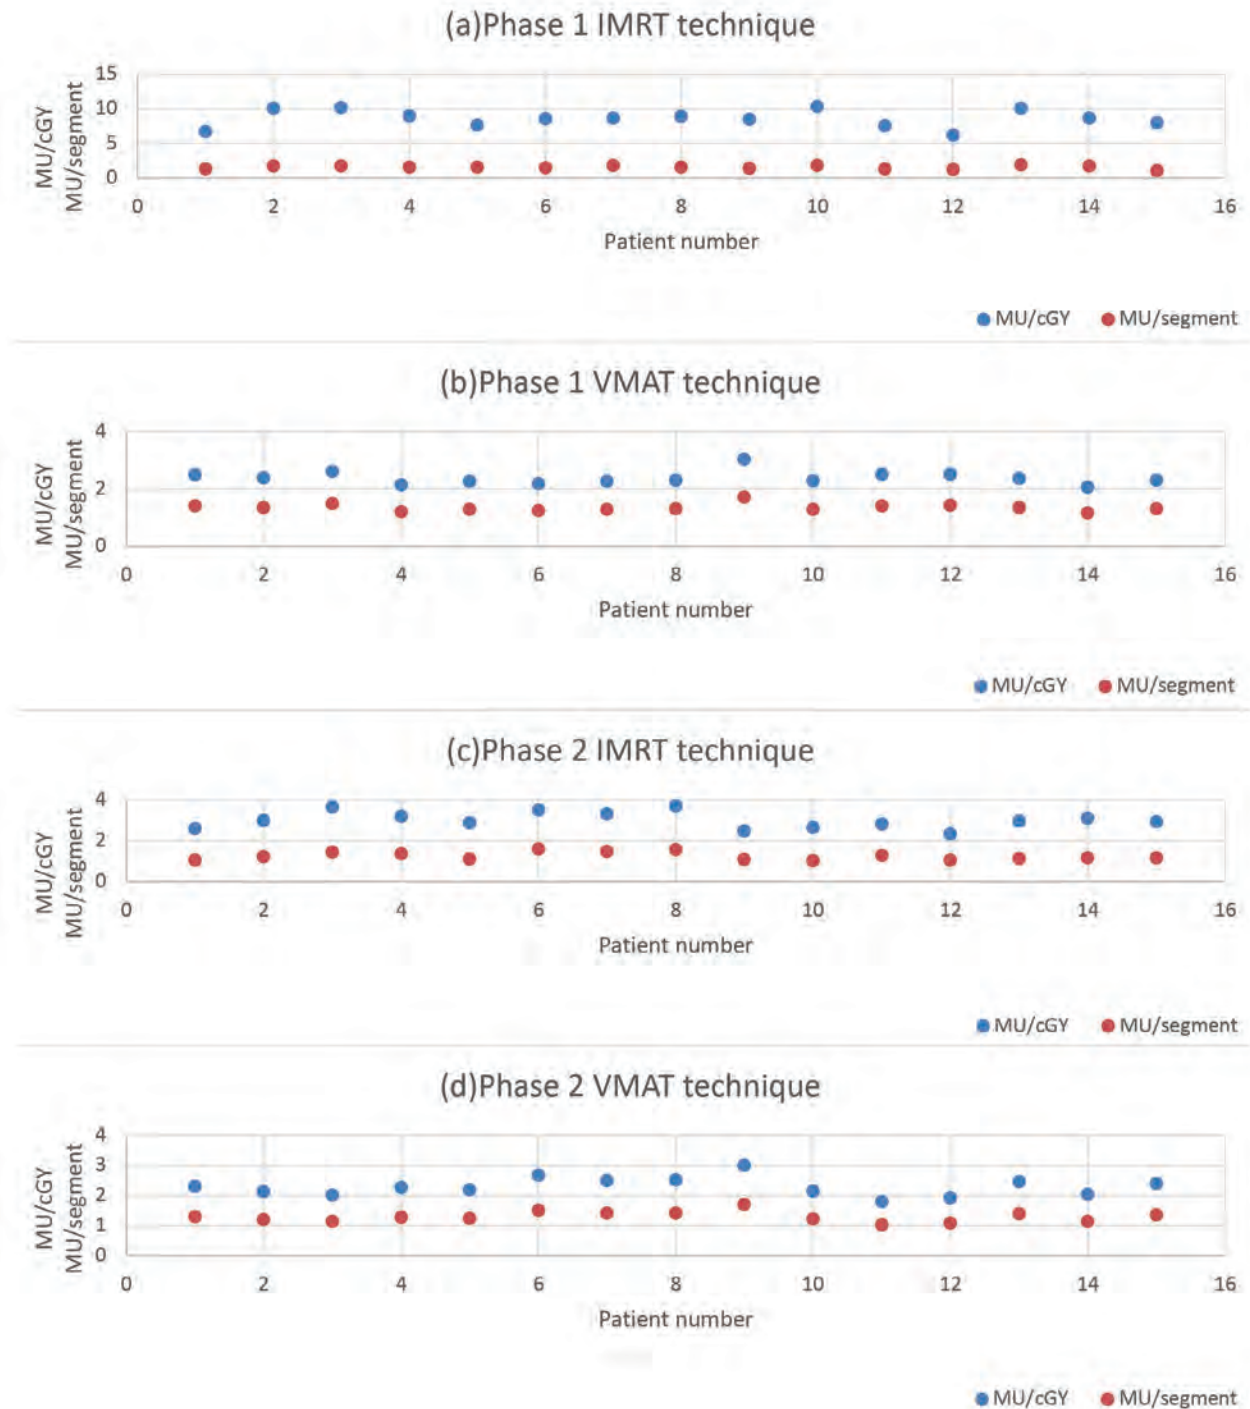 (a)Phase 1 IMRT technique
MU/cGY
MU/segment
15
10
5
0
0 2 4 6 8 10 12 14 16
Patient number
MU/cGY MU/segment
(b)Phase 1 VMAT technique
MU/cGY
MU/segment
4
2
0
0 2 4 6 8 10 12 14 16
Patient number
MU/cGY MU/segment
(c)Phase 2 IMRT technique
MU/cGY
MU/segment
4
2
0
0 2 4 6 8 10 12 14 16
Patient number
MU/cGY MU/segment
(d)Phase 2 VMAT technique
MU/cGY
MU/segment
4
3
2
1
0
0 2 4 6 8 10 12 14 16
Patient number
MU/cGY MU/segment